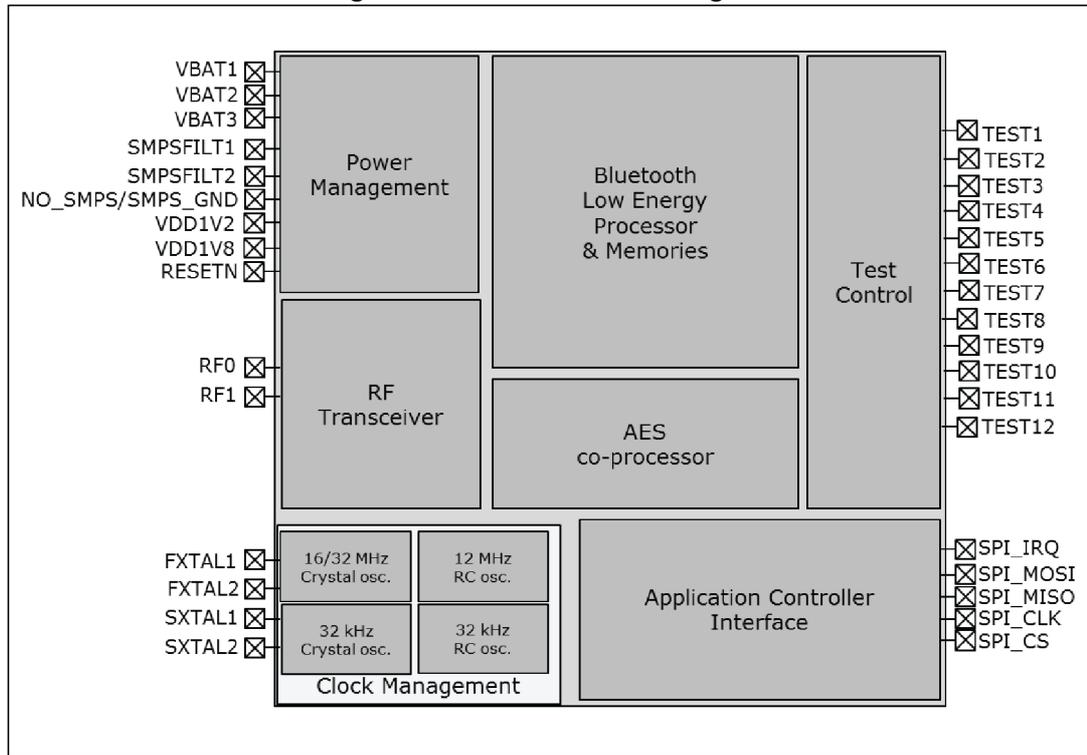 VBAT1
VBAT2
VBAT3
SMPSFILT1
SMPSFILT2
NO_SMPS/SMPS_GND
VDD1V2
VDD1V8
RESETN
RF0
RF1
FXTAL1
FXTAL2
SXTAL1
SXTAL2
Power
Management
RF
Transceiver
16/32 MHz
Crystal osc.
12 MHz
RC osc.
32 kHz
Crystal osc.
32 kHz
RC osc.
Clock Management
Bluetooth
Low Energy
Processor
& Memories
AES
co-processor
Test
Control
Application Controller
Interface
TEST1
TEST2
TEST3
TEST4
TEST5
TEST6
TEST7
TEST8
TEST9
TEST10
TEST11
TEST12
SPI_IRQ
SPI_MOSI
SPI_MISO
SPI_CLK
SPI_CS